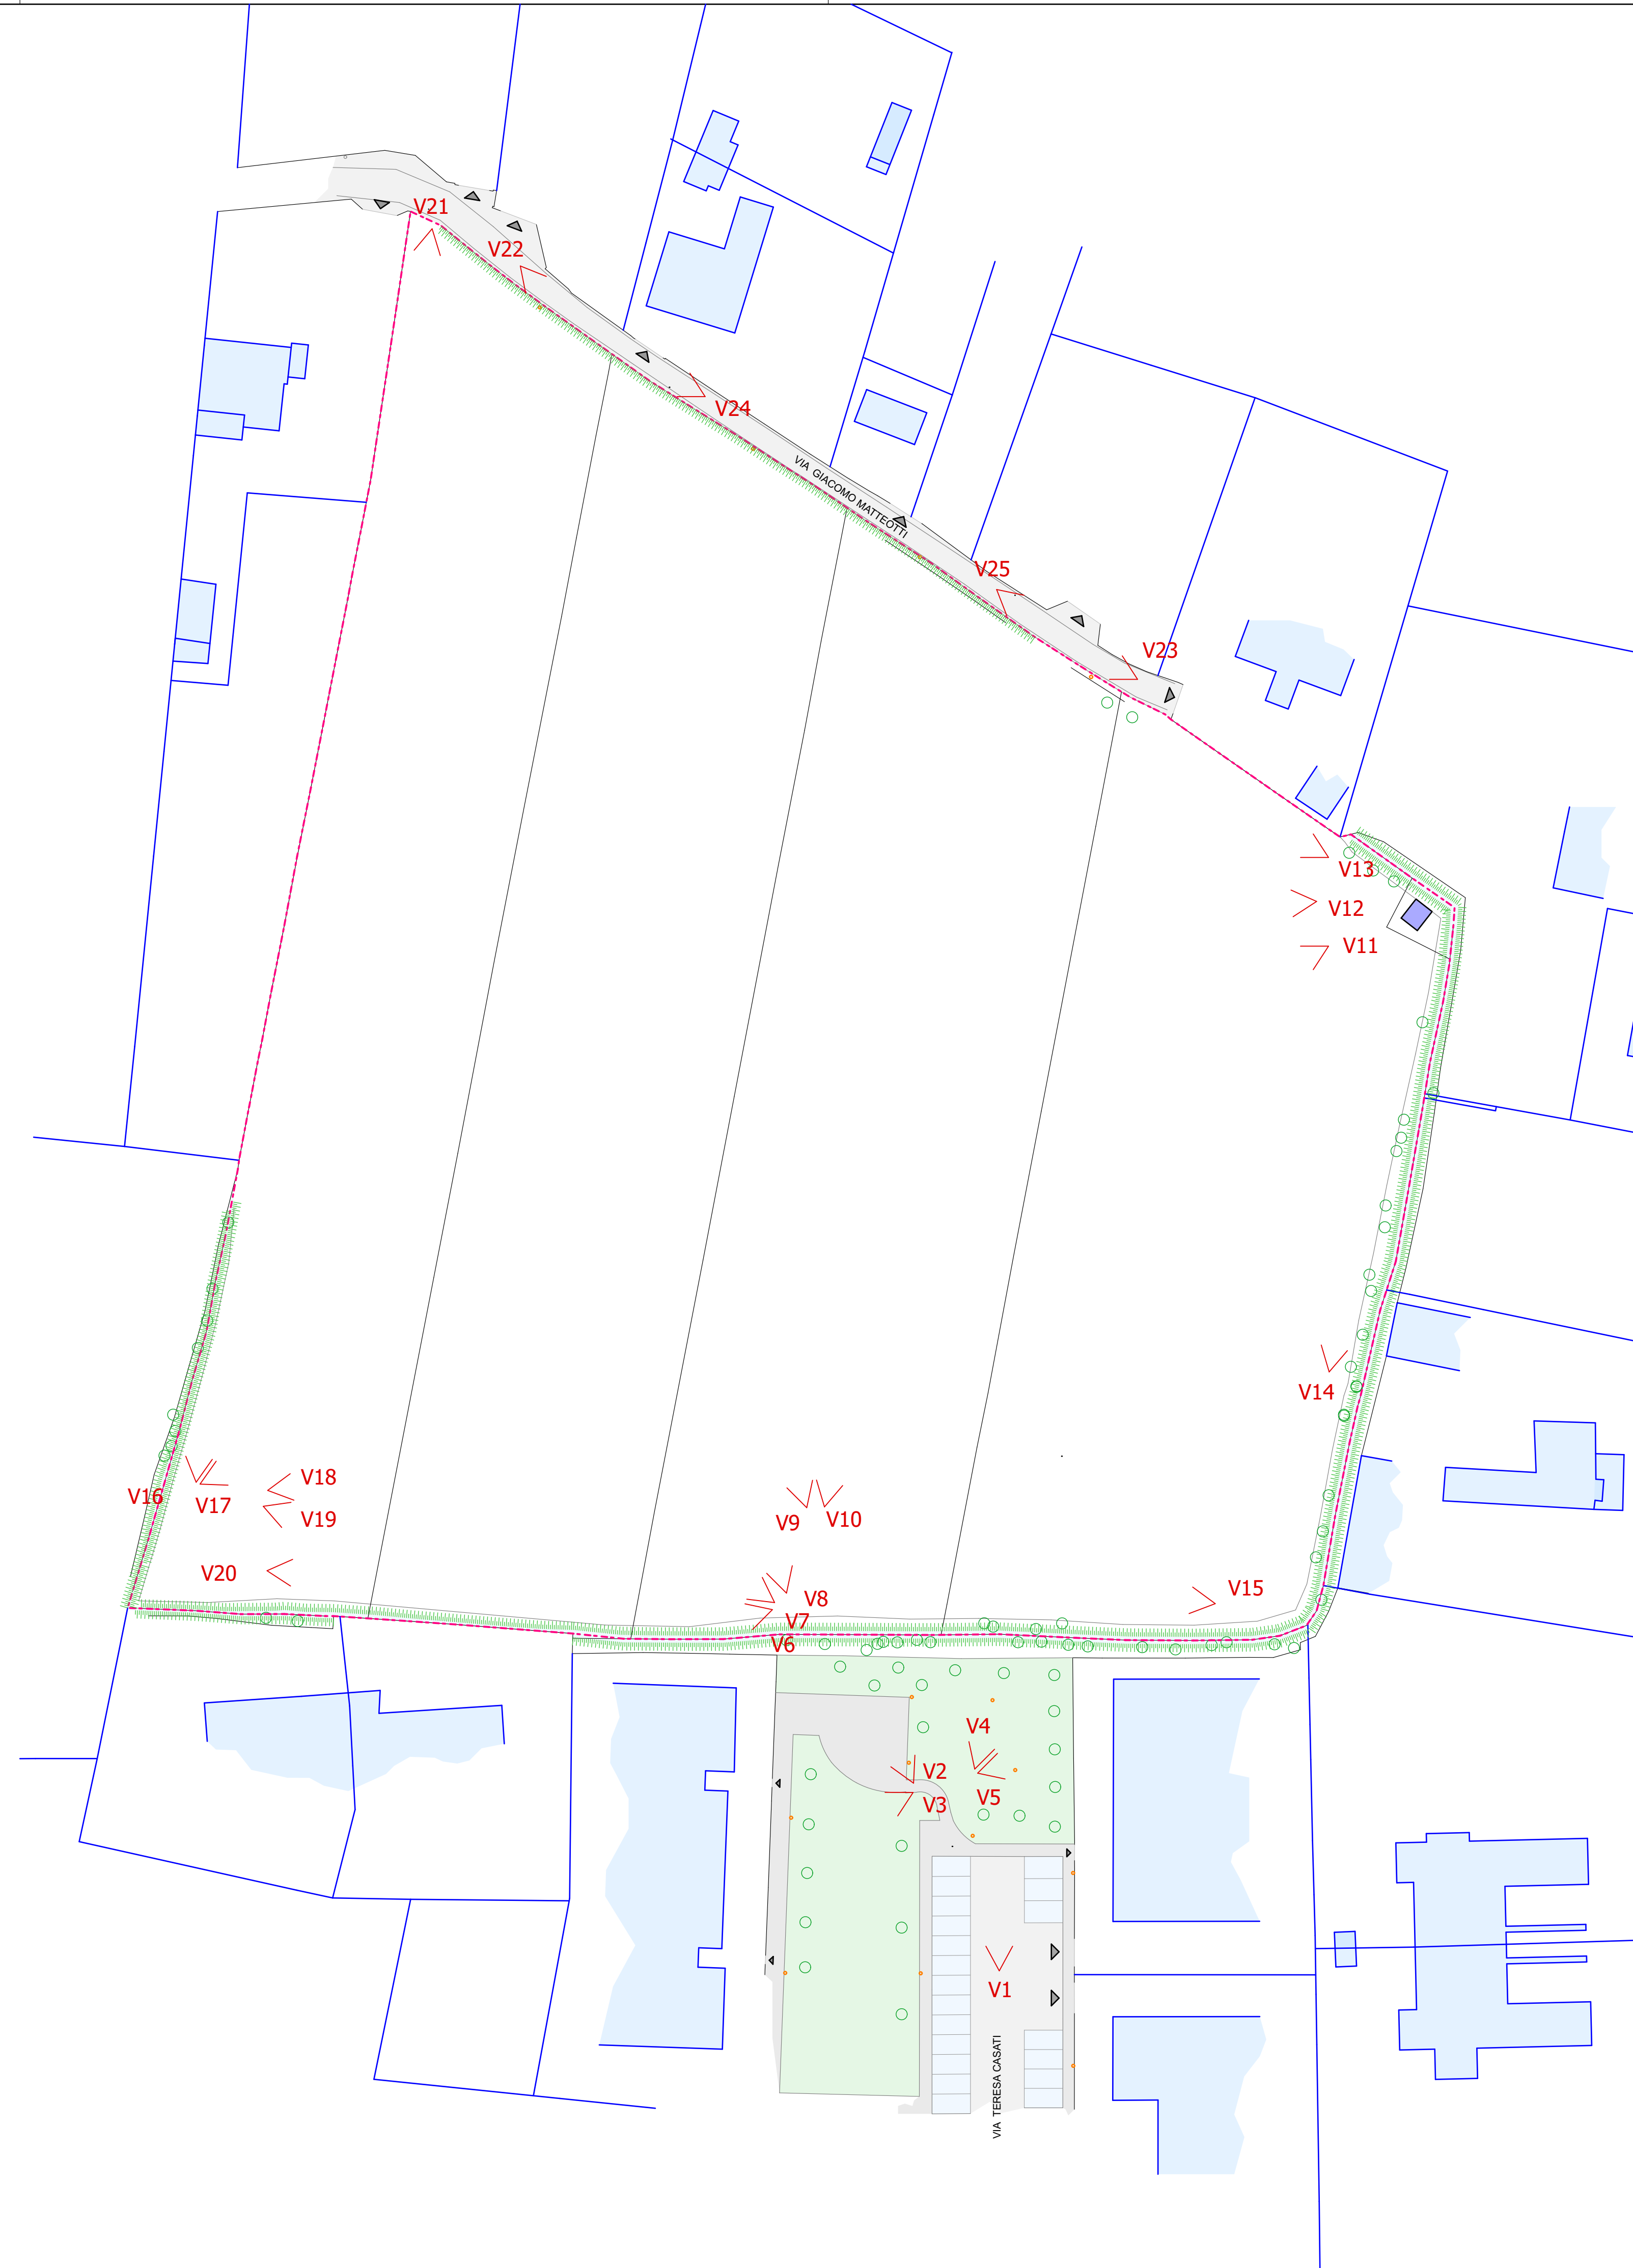 V21
V22
V24
VIA GIACOMO MATTEOTTI
V25
V23
V13
V12
V11
V14
V18
V16
V17
V19
V9
V10
V20
V15
V8
V7
V6
V4
V2
V5
V3
V1
VIA TERESA CASATI